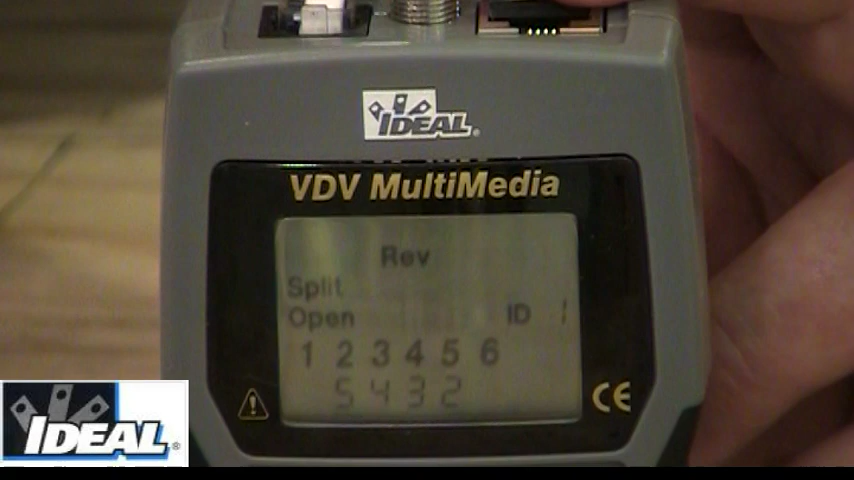 IDEAL®
VDV MultiMedia
Rev
Split
Open ID 1
1 2 3 4 5 6
5 4 3 2
CE
IDEAL®